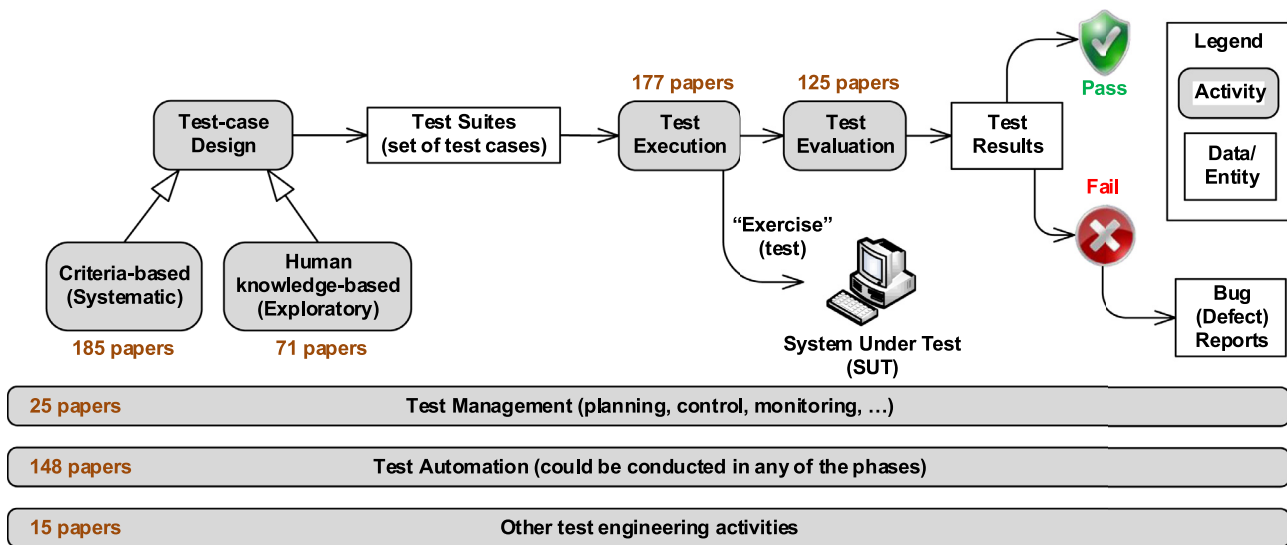 177 papers
125 papers
Test-case
Design
Test Suites
(set of test cases)
Test
Execution
Test
Evaluation
Test
Results
Pass
Fail
Legend
Activity
Data/
Entity
“Exercise”
(test)
Criteria-based
(Systematic)
Human
knowledge-based
(Exploratory)
185 papers
71 papers
System Under Test
(SUT)
Bug
(Defect)
Reports
25 papers
Test Management (planning, control, monitoring, …)
148 papers
Test Automation (could be conducted in any of the phases)
15 papers
Other test engineering activities